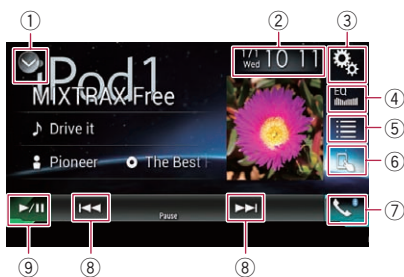 ① ② ③
iPod1
1/1
Wed 10 11
MIXTRAX Free
EQ
④
Drive it
⑤
Pioneer The Best
⑥
Pause
⑦
⑨ ⑧ ⑧